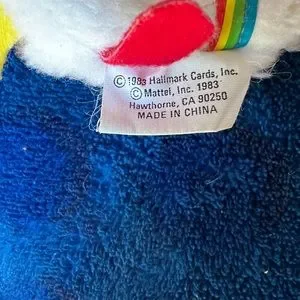 © 1983 Hallmark Cards, Inc.
© Mattel, Inc. 1983
Hawthorne, CA 90250
MADE IN CHINA